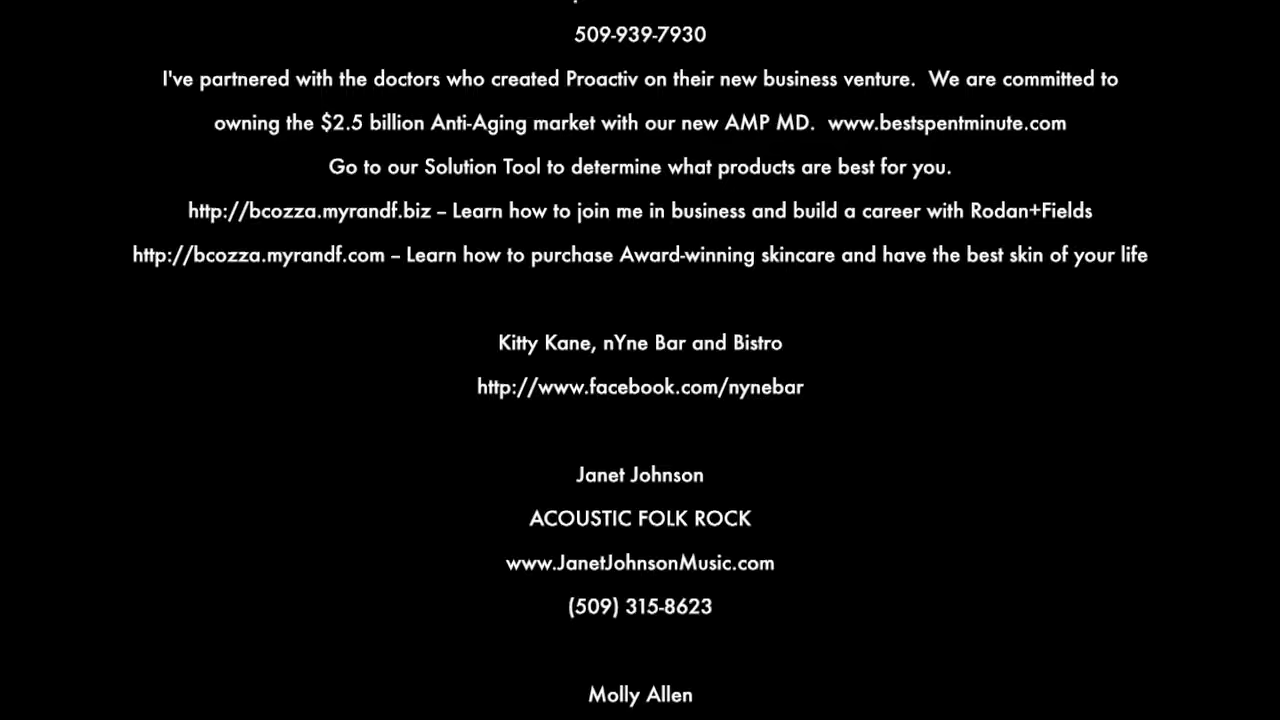 509-939-7930
I've partnered with the doctors who created Proactiv on their new business venture.  We are committed to
owning the $2.5 billion Anti-Aging market with our new AMP MD.  www.bestspentminute.com
Go to our Solution Tool to determine what products are best for you.
http://bcozza.myrandf.biz – Learn how to join me in business and build a career with Rodan+Fields
http://bcozza.myrandf.com – Learn how to purchase Award-winning skincare and have the best skin of your life
Kitty Kane, nYne Bar and Bistro
http://www.facebook.com/nynebar
Janet Johnson
ACOUSTIC FOLK ROCK
www.JanetJohnsonMusic.com
(509) 315-8623
Molly Allen